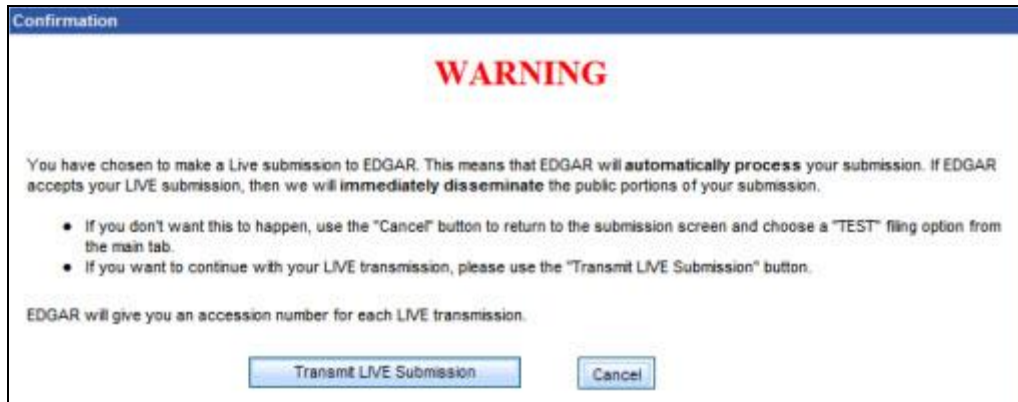 Confirmation
WARNING
You have chosen to make a Live submission to EDGAR. This means that EDGAR will automatically process your submission. If EDGAR
accepts your LIVE submission, then we will immediately disseminate the public portions of your submission.
• If you don't want this to happen, use the "Cancel" button to return to the submission screen and choose a "TEST" filing option from
the main tab.
• If you want to continue with your LIVE transmission, please use the "Transmit LIVE Submission" button.
EDGAR will give you an accession number for each LIVE transmission.
Transmit LIVE Submission Cancel